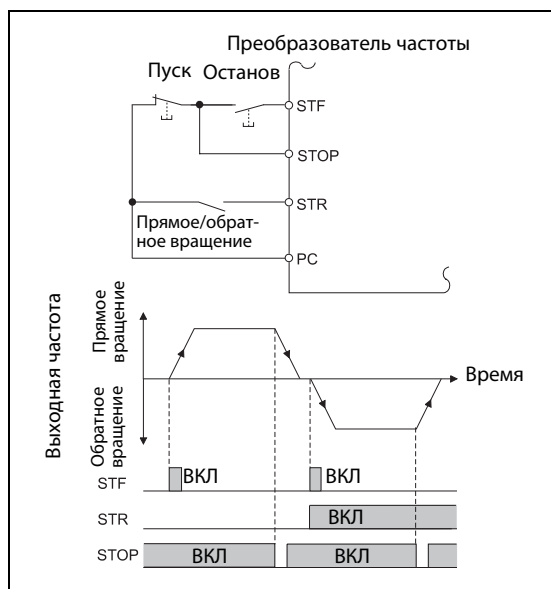 Преобразователь частоты
Пуск Останов
STF
STOP
STR
Прямое/обрат-
ное вращение
PC
Выходная частота
Прямое
вращение
Обратное
вращение
Время
STF
ВКЛ
ВКЛ
STR
ВКЛ
STOP
ВКЛ
ВКЛ